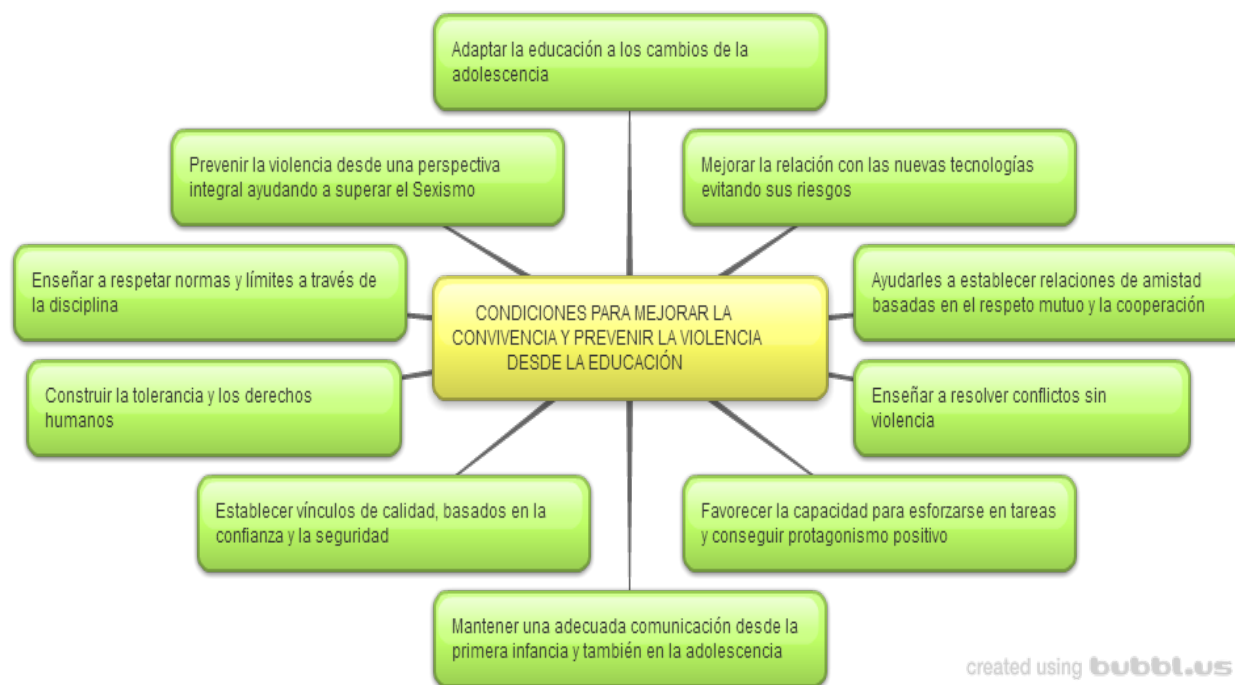 Adaptar la educación a los cambios de la
adolescencia
Prevenir la violencia desde una perspectiva
integral ayudando a superar el Sexismo
Mejorar la relación con las nuevas tecnologías
evitando sus riesgos
Enseñar a respetar normas y límites a través de
la disciplina
CONDICIONES PARA MEJORAR LA
CONVIVENCIA Y PREVENIR LA VIOLENCIA
DESDE LA EDUCACIÓN
Ayudarles a establecer relaciones de amistad
basadas en el respeto mutuo y la cooperación
Construir la tolerancia y los derechos
humanos
Enseñar a resolver conflictos sin
violencia
Establecer vínculos de calidad, basados en la
confianza y la seguridad
Favorecer la capacidad para esforzarse en tareas
y conseguir protagonismo positivo
Mantener una adecuada comunicación desde la
primera infancia y también en la adolescencia
created using bubbl.us